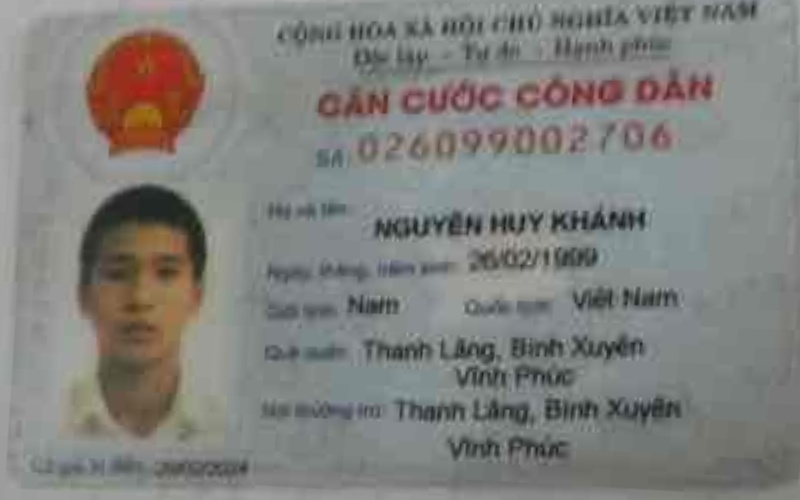 CỘNG HÒA XÃ HỘI CHỦ NGHĨA VIỆT NAM
Độc lập - Tự do - Hạnh phúc
CĂN CƯỚC CÔNG DÂN
Số: 026099002706
Họ và tên: NGUYỄN HUY KHÁNH
Ngày, tháng, năm sinh: 26/02/1999
Giới tính: Nam Quốc tịch: Việt Nam
Quê quán: Thanh Lãng, Bình Xuyên
Vĩnh Phúc
Nơi thường trú: Thanh Lãng, Bình Xuyên
Vĩnh Phúc
Có giá trị đến: 26/02/2024